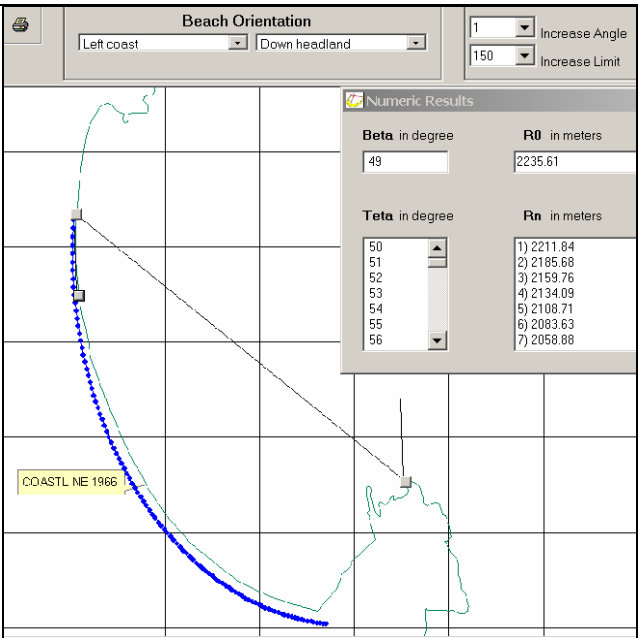 Beach Orientation
Left coast
Down headland
1
Increase Angle
150
Increase Limit
Numeric Results
Beta in degree
R0 in meters
49
2235.61
Teta in degree
Rn in meters
50
51
52
53
54
55
56
1) 2211.84
2) 2185.68
3) 2159.76
4) 2134.09
5) 2108.71
6) 2083.63
7) 2058.88
COASTL NE 1966